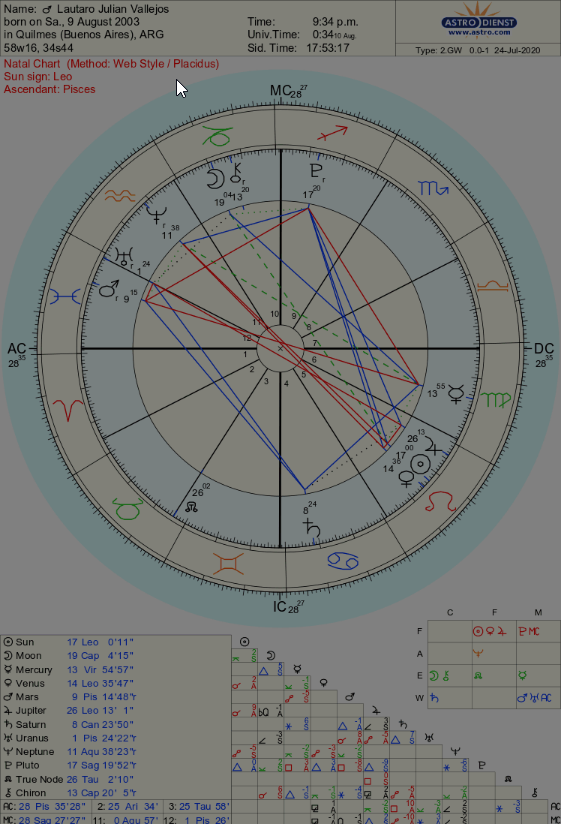 Name: ♂ Lautaro Julian Vallejos
born on Sa., 9 August 2003
in Quilmes (Buenos Aires), ARG
58w16, 34s44
Time: 9:34 p.m.
Univ.Time: 0:34 10 Aug.
Sid. Time: 17:53:17
ASTRO DIENST
www.astro.com
Type: 2.GW 0.0-1 24-Jul-2020
Natal Chart (Method: Web Style / Placidus)
Sun sign: Leo
Ascendant: Pisces
MC 28 27
17 20
19 04 13 20
11 38
1 24
9 15
10 9
11 8
12 7
AC 28 35
DC 28 35
1 6
2 5
3 4
13 55
26 13
17 00
14 36
26 02
8 24
IC 28 27
C F M
F ☉ ♀ ♃ ♇ MC
A ♆
E ☽ ⚷ ☊ ☿
W ♄ ♂ ♅ AC
☉ Sun 17 Leo 0'11"
☽ Moon 19 Cap 4'15"
☿ Mercury 13 Vir 54'57"
♀ Venus 14 Leo 35'47"
♂ Mars 9 Pis 14'48"r
♃ Jupiter 26 Leo 13' 1"
♄ Saturn 8 Can 23'50"
♅ Uranus 1 Pis 24'22"r
♆ Neptune 11 Aqu 38'23"r
♇ Pluto 17 Sag 19'52"r
☊ True Node 26 Tau 2'10"
⚷ Chiron 13 Cap 20' 5"r
AC: 28 Pis 35'28" 2: 25 Ari 34' 3: 25 Tau 58'
MC: 28 Sag 27'27" 11: 0 Aqu 57' 12: 1 Pis 26'
AC
MC